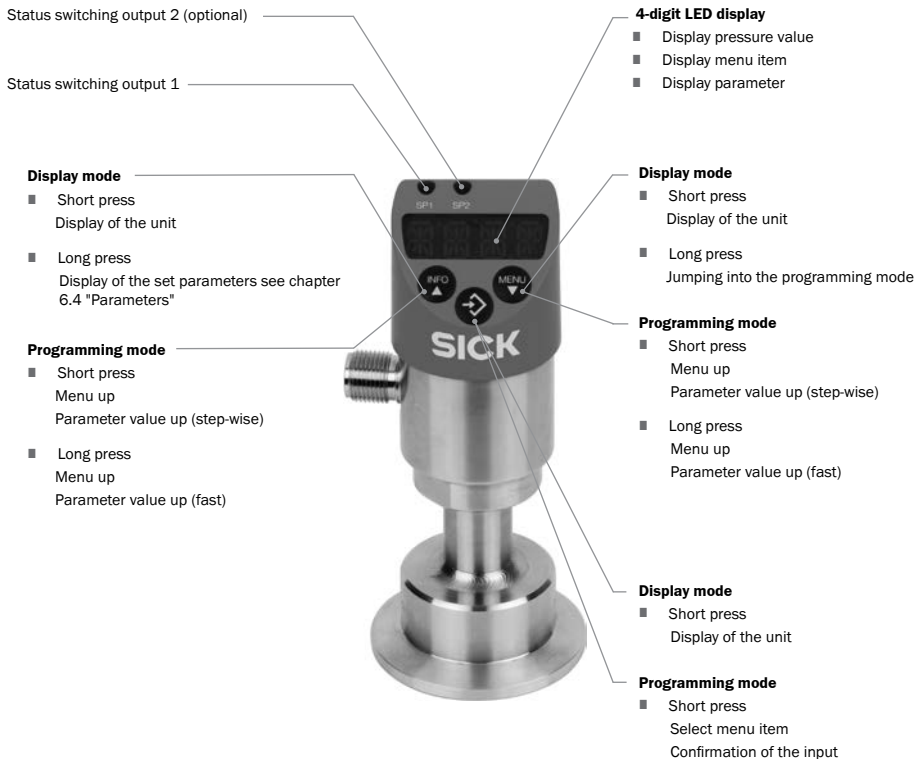 Status switching output 2 (optional)
Status switching output 1
Display mode
Short press
Display of the unit
Long press
Display of the set parameters see chapter
6.4 "Parameters"
Programming mode
Short press
Menu up
Parameter value up (step-wise)
Long press
Menu up
Parameter value up (fast)
SP1 SP2
INFO
MENU
SICK
4-digit LED display
Display pressure value
Display menu item
Display parameter
Display mode
Short press
Display of the unit
Long press
Jumping into the programming mode
Programming mode
Short press
Menu up
Parameter value up (step-wise)
Long press
Menu up
Parameter value up (fast)
Display mode
Short press
Display of the unit
Programming mode
Short press
Select menu item
Confirmation of the input